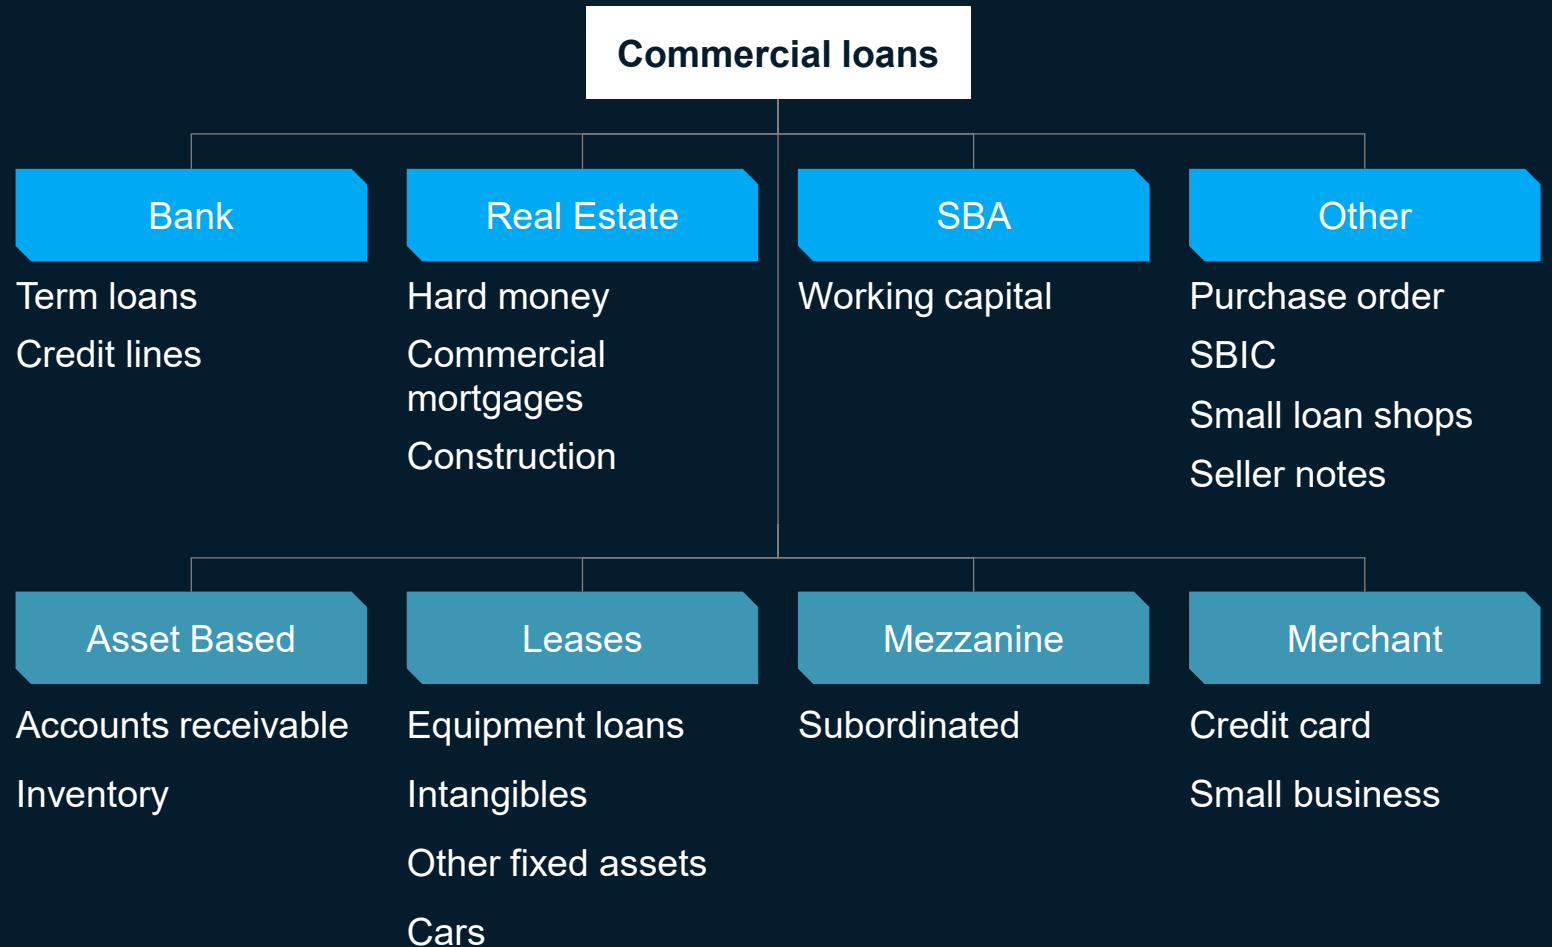 Commercial loans
Bank
Real Estate
SBA
Other
Term loans
Credit lines
Hard money
Commercial
mortgages
Construction
Working capital
Purchase order
SBIC
Small loan shops
Seller notes
Asset Based
Leases
Mezzanine
Merchant
Accounts receivable
Inventory
Equipment loans
Intangibles
Other fixed assets
Cars
Subordinated
Credit card
Small business